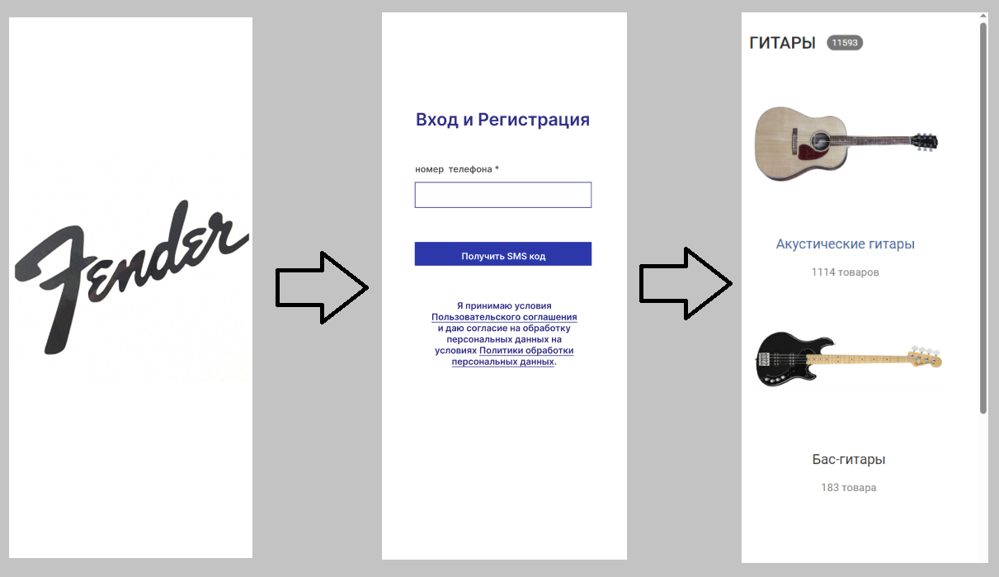 Fender
Вход и Регистрация
номер телефона *
Получить SMS код
Я принимаю условия
Пользовательского соглашения
и даю согласие на обработку
персональных данных на
условиях Политики обработки
персональных данных.
ГИТАРЫ 11593
Акустические гитары
1114 товаров
Бас-гитары
183 товара